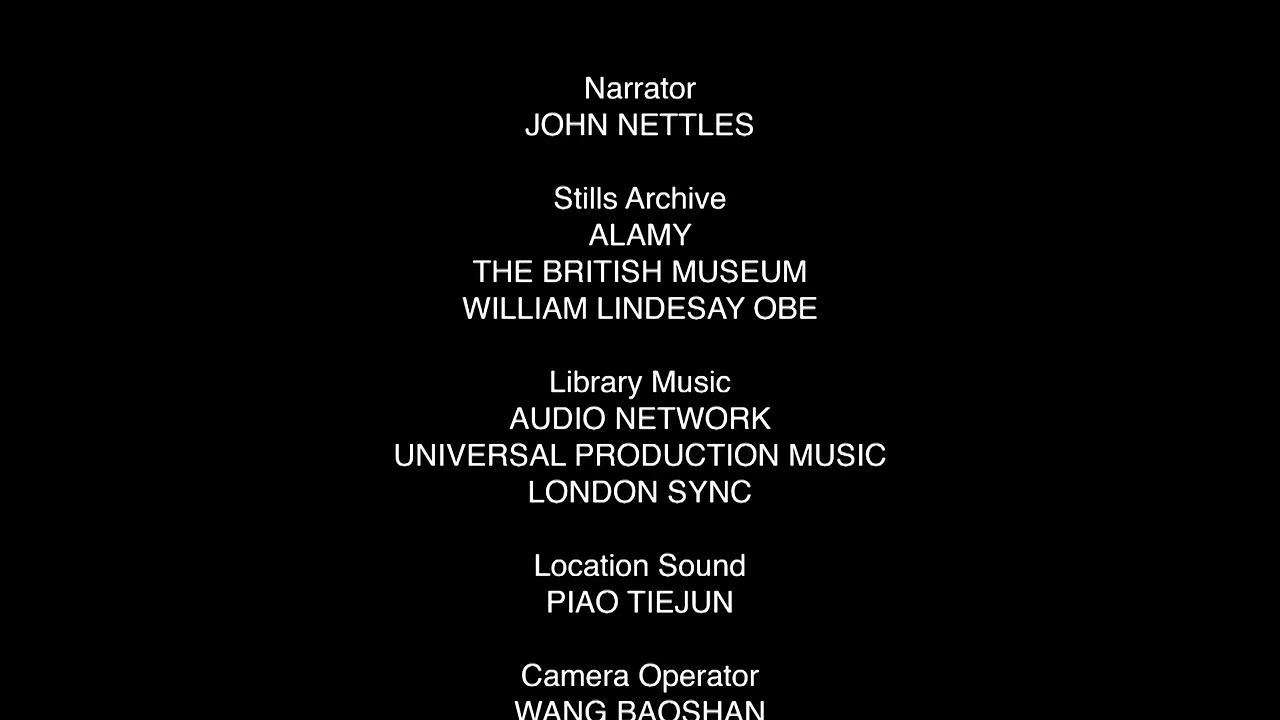 Narrator
JOHN NETTLES
Stills Archive
ALAMY
THE BRITISH MUSEUM
WILLIAM LINDESAY OBE
Library Music
AUDIO NETWORK
UNIVERSAL PRODUCTION MUSIC
LONDON SYNC
Location Sound
PIAO TIEJUN
Camera Operator
WANG BAOSHAN